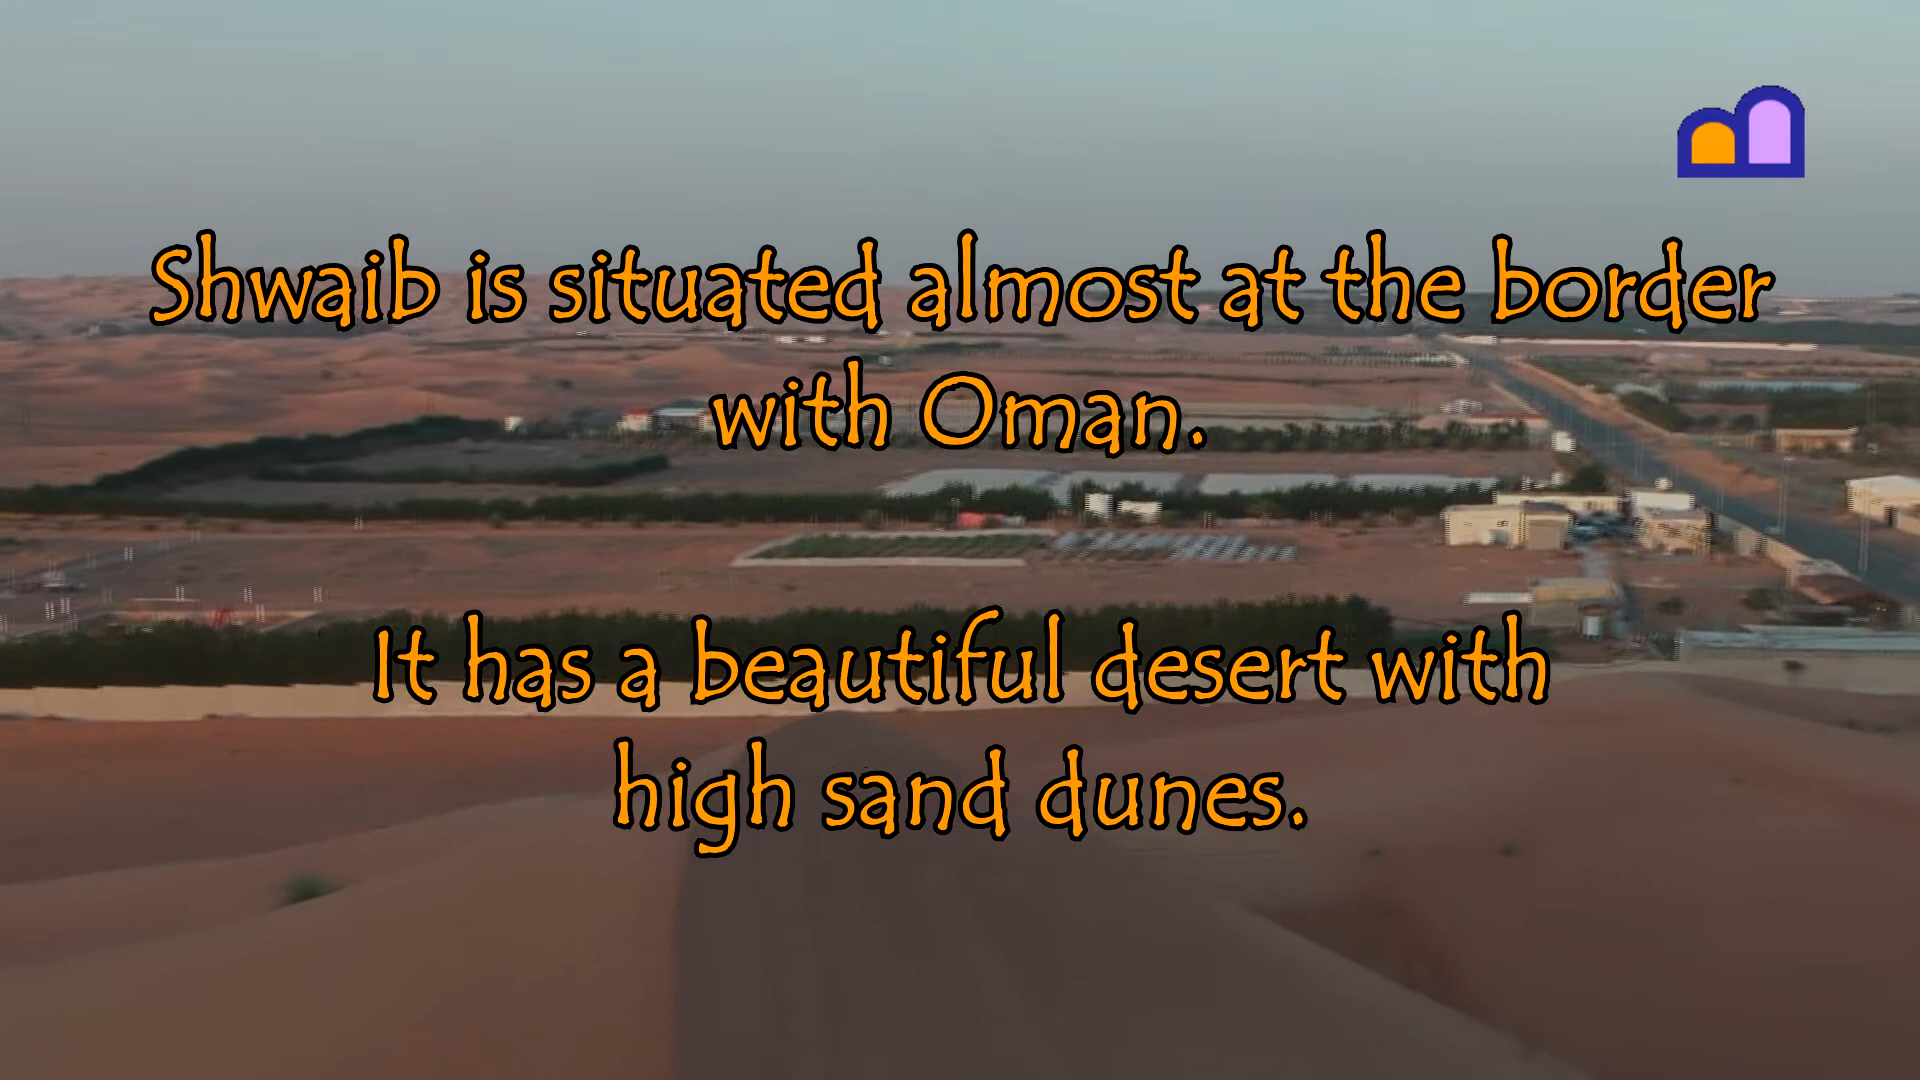 Shwaib is situated almost at the border
with Oman.
It has a beautiful desert with
high sand dunes.